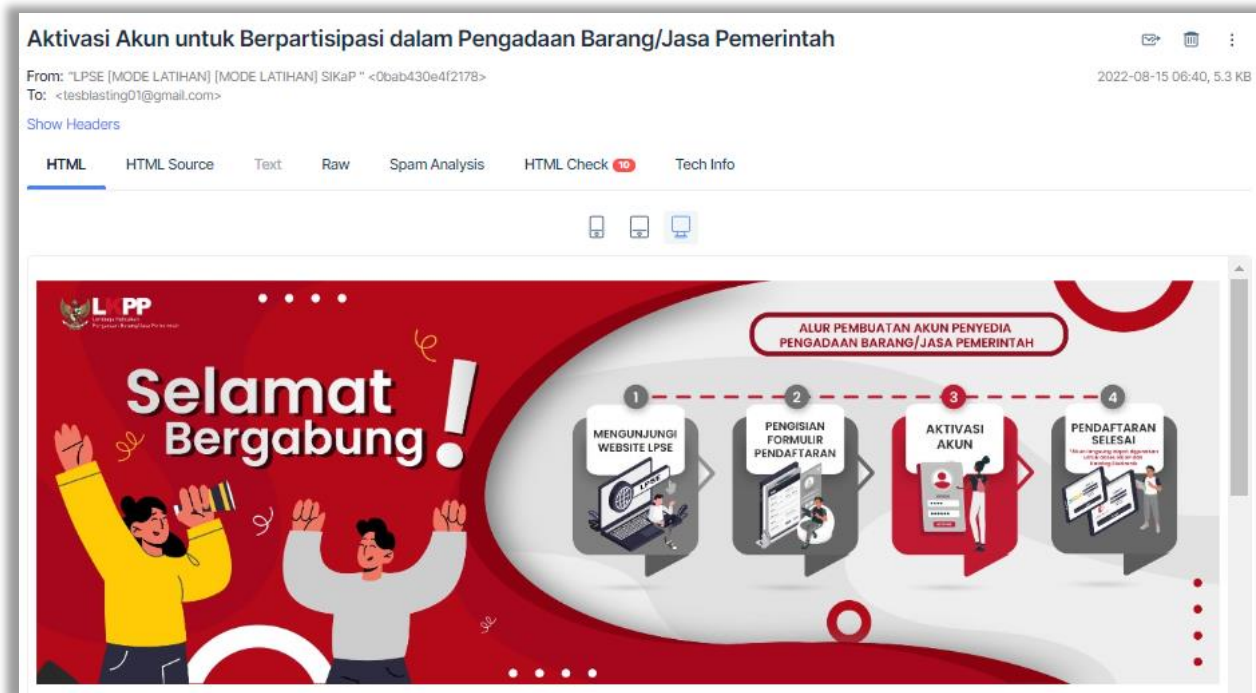 Aktivasi Akun untuk Berpartisipasi dalam Pengadaan Barang/Jasa Pemerintah
From: "LPSE [MODE LATIHAN] [MODE LATIHAN] SIKaP " <0bab430e4f2178>
2022-08-15 06:40, 5.3 KB
To: <tesblasting01@gmail.com>
Show Headers
HTML HTML Source Text Raw Spam Analysis HTML Check 10 Tech Info
LKPP
Selamat
Bergabung!
ALUR PEMBUATAN AKUN PENYEDIA
PENGADAAN BARANG/JASA PEMERINTAH
1
MENGUNJUNGI
WEBSITE LPSE
LPSE
2
PENGISIAN
FORMULIR
PENDAFTARAN
3
AKTIVASI
AKUN
4
PENDAFTARAN
SELESAI